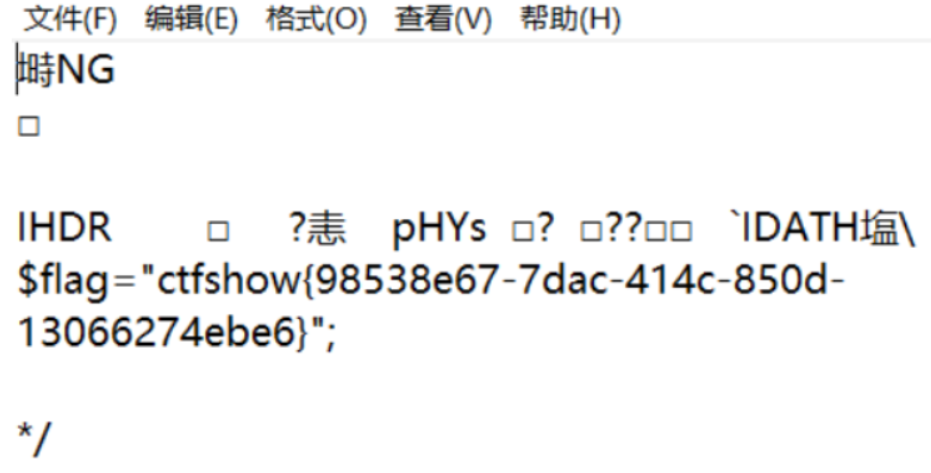 文件(F) 编辑(E) 格式(O) 查看(V) 帮助(H)
塒NG
□
IHDR □ ?恚 pHYs □? □??□□ `IDATH塭\
$flag="ctfshow{98538e67-7dac-414c-850d-
13066274ebe6}";
*/